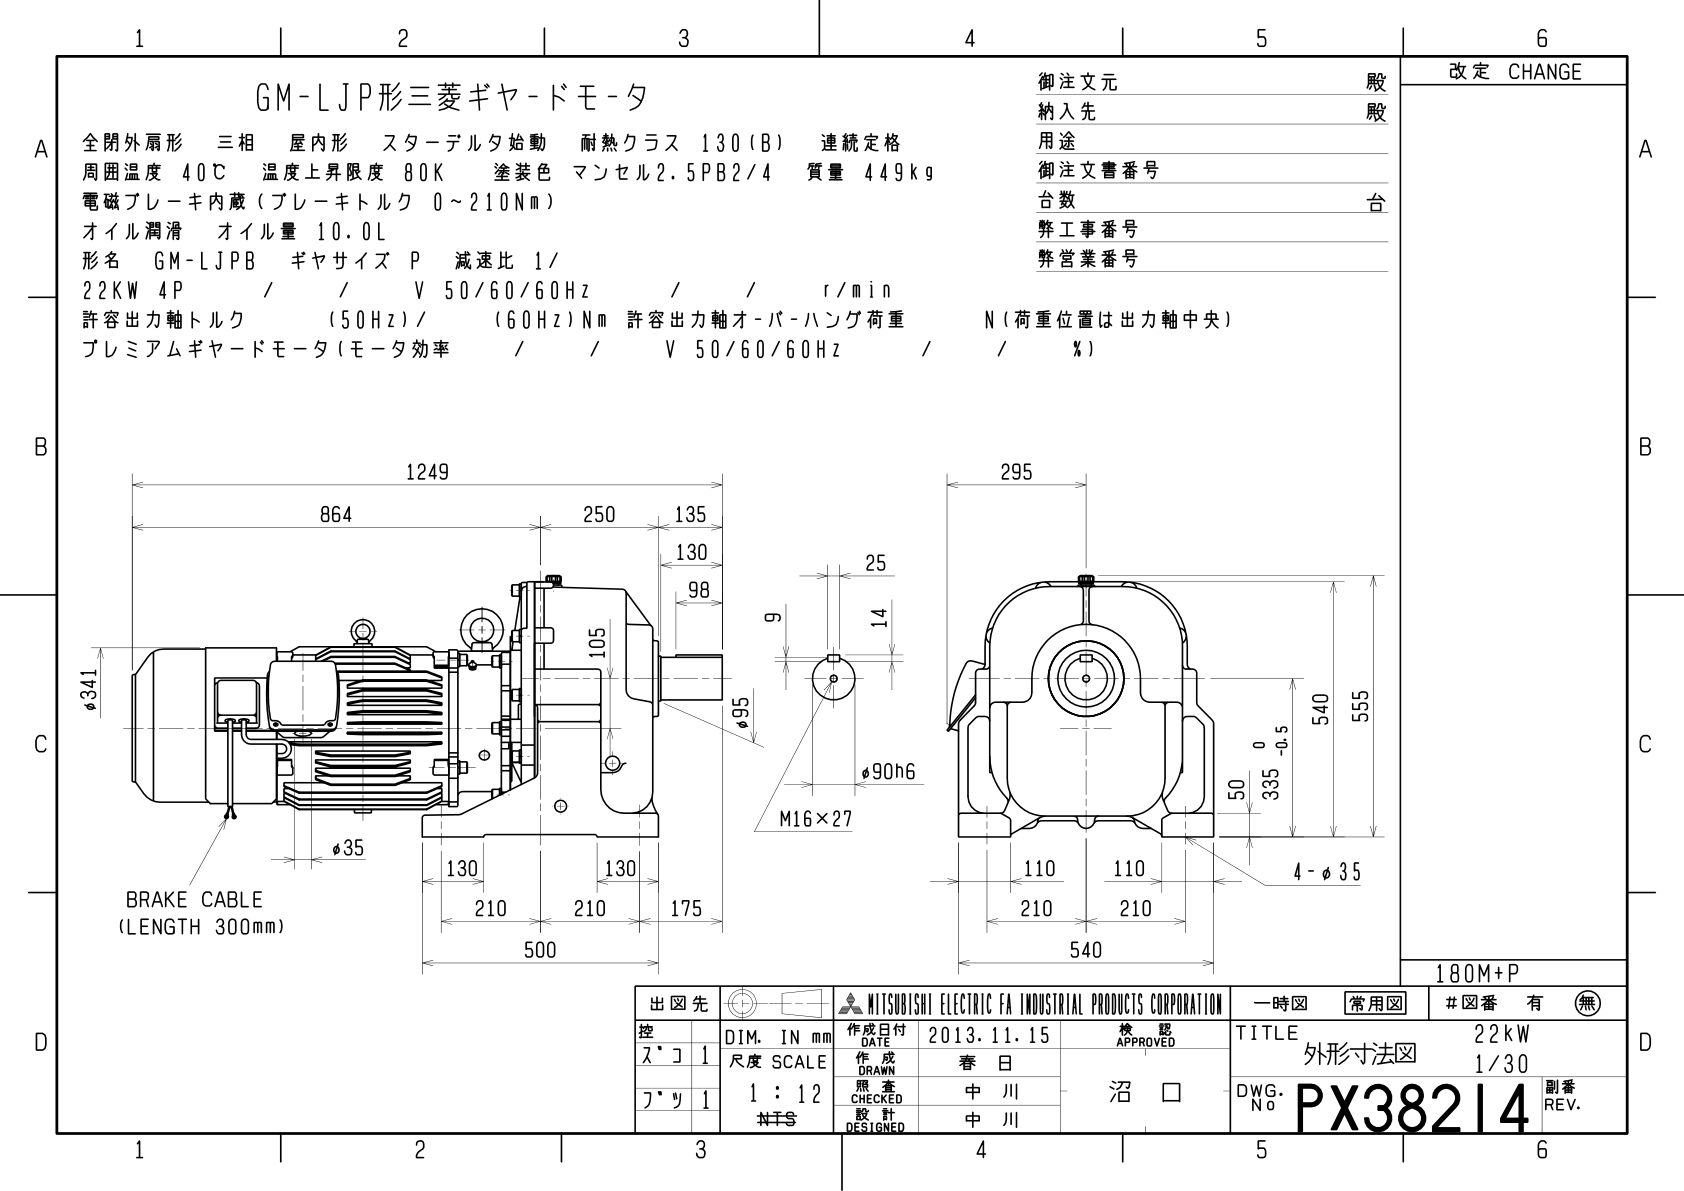 1 2 3 4 5 6
改定 CHANGE
A
B
C
D
GM-LJP形三菱ギヤードモータ
全閉外扇形 三相 屋内形 スターデルタ始動 耐熱クラス 130(B) 連続定格
周囲温度 40℃ 温度上昇限度 80K 塗装色 マンセル2.5PB2/4 質量 449kg
電磁ブレーキ内蔵(ブレーキトルク 0~210Nm)
オイル潤滑 オイル量 10.0L
形名 GM-LJPB ギヤサイズ P 減速比 1/
22KW 4P / / V 50/60/60Hz / / r/min
許容出力軸トルク (50Hz)/ (60Hz)Nm 許容出力軸オーバーハング荷重 N(荷重位置は出力軸中央)
プレミアムギヤードモータ(モータ効率 / / V 50/60/60Hz / / %)
御注文元 殿
納入先 殿
用途
御注文書番号
台数 台
弊工事番号
弊営業番号
A
B
C
D
1249
864 250 135
130
98
105
φ341
φ95
φ35
BRAKE CABLE
(LENGTH 300mm)
130 130
210 210 175
500
25
9
14
φ90h6
M16×27
295
540
555
0
335 -0.5
50
4-φ35
110 110
210 210
540
180M+P
出図先
控
ズコ 1
ブツ 1
DIM. IN mm
尺度 SCALE
1 : 12
NTS
MITSUBISHI ELECTRIC FA INDUSTRIAL PRODUCTS CORPORATION
作成日付
DATE
2013.11.15
検 認
APPROVED
作 成
DRAWN
春 日
照 査
CHECKED
中 川
設 計
DESIGNED
中 川
沼 口
一時図 常用図 #図番 有 無
TITLE
外形寸法図
22kW
1/30
DWG.
No
PX38214
副番
REV.
1 2 3 4 5 6